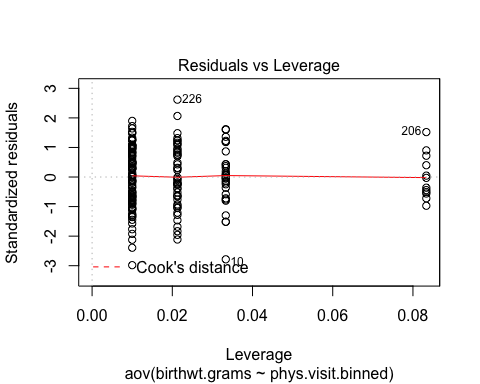 Residuals vs Leverage
Standardized residuals
3
2
1
0
-1
-2
-3
226
206
10
Cook's distance
0.00 0.02 0.04 0.06 0.08
Leverage
aov(birthwt.grams ~ phys.visit.binned)